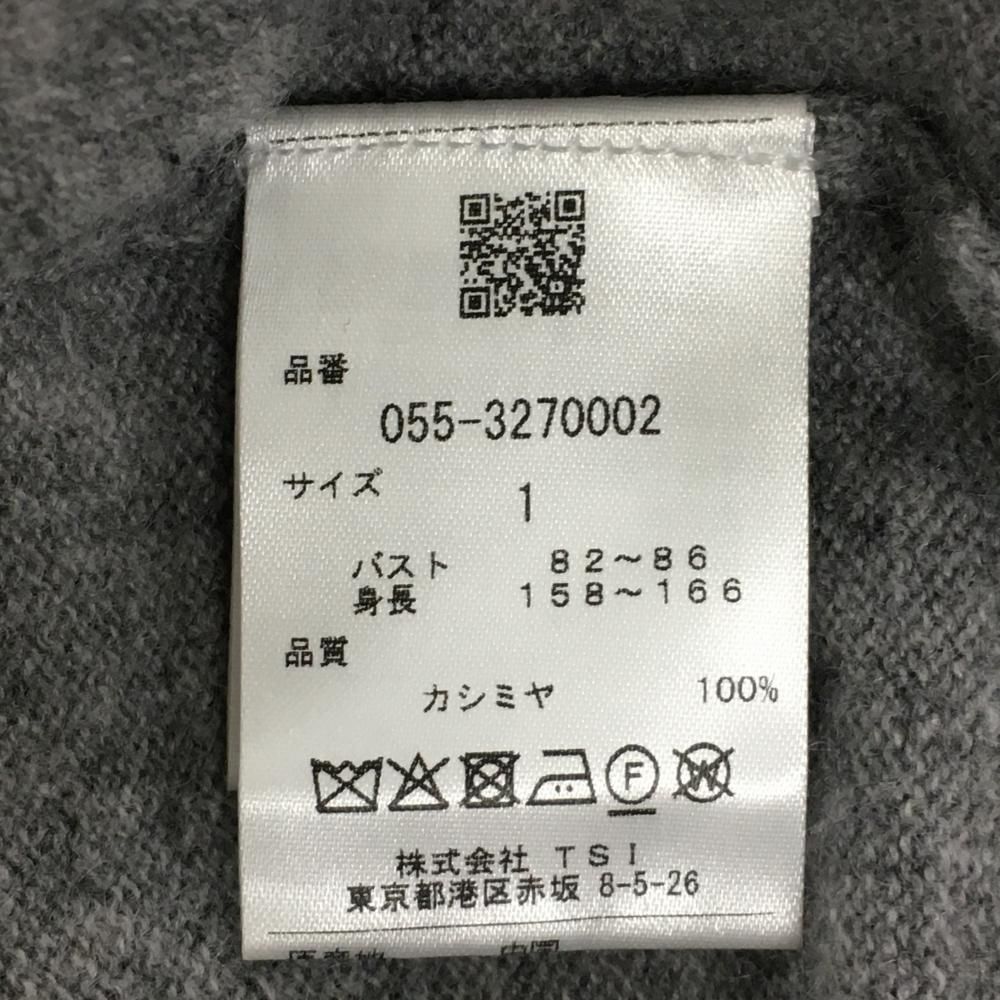 品番
055-3270002
サイズ 1
バスト 82～86
身長 158～166
品質
カシミヤ 100%
F W
株式会社 TSI
東京都港区赤坂 8-5-26